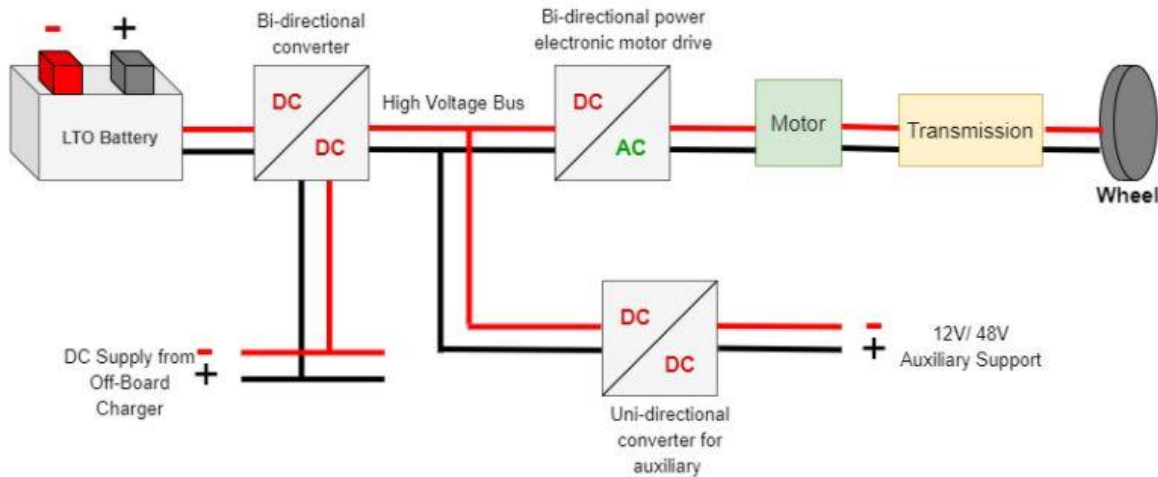 - +
Bi-directional
converter
Bi-directional power
electronic motor drive
LTO Battery
DC
DC
High Voltage Bus
DC
AC
Motor
Transmission
Wheel
DC Supply from
Off-Board
Charger
-
+
DC
DC
-
+
12V/ 48V
Auxiliary Support
Uni-directional
converter for
auxiliary